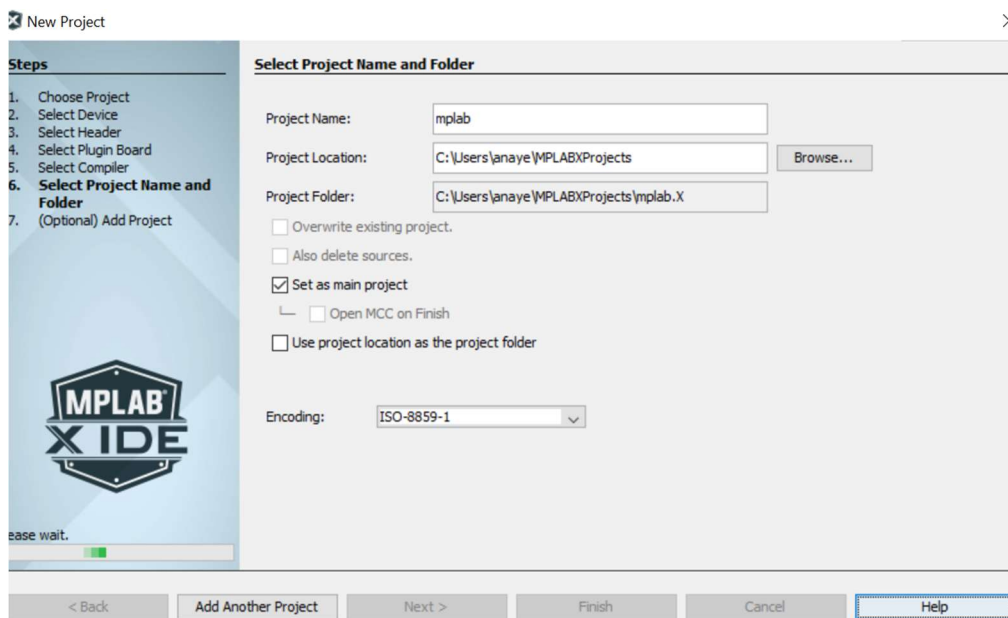 New Project
Steps
1. Choose Project
2. Select Device
3. Select Header
4. Select Plugin Board
5. Select Compiler
6. Select Project Name and
Folder
7. (Optional) Add Project
MPLAB
X IDE
ease wait.
Select Project Name and Folder
Project Name: mplab
Project Location: C:\Users\anaye\MPLABXProjects Browse...
Project Folder: C:\Users\anaye\MPLABXProjects\mplab.X
Overwrite existing project.
Also delete sources.
Set as main project
Open MCC on Finish
Use project location as the project folder
Encoding: ISO-8859-1
< Back Add Another Project Next > Finish Cancel Help